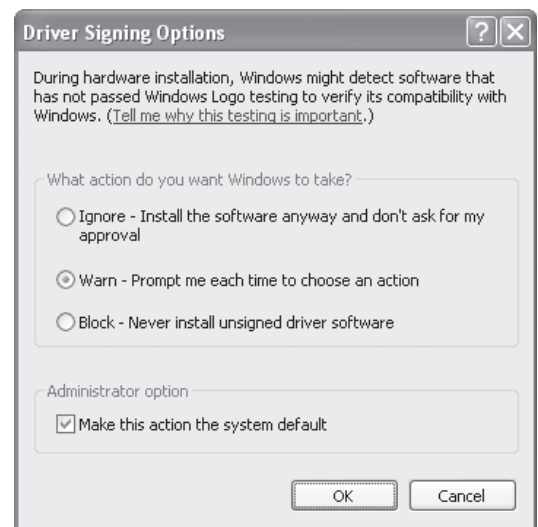 Driver Signing Options
During hardware installation, Windows might detect software that
has not passed Windows Logo testing to verify its compatibility with
Windows. (Tell me why this testing is important.)
What action do you want Windows to take?
Ignore - Install the software anyway and don't ask for my
approval
Warn - Prompt me each time to choose an action
Block - Never install unsigned driver software
Administrator option
Make this action the system default
OK Cancel